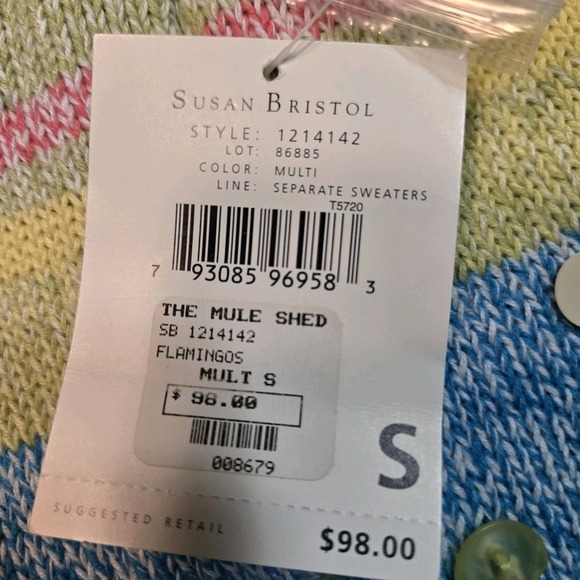 SUSAN BRISTOL
STYLE: 1214142
LOT: 86885
COLOR: MULTI
LINE: SEPARATE SWEATERS
T5720
7 93085 96958 3
THE MULE SHED
SB 1214142
FLAMINGOS
MULT S
$ 98.00
008679
S
SUGGESTED RETAIL
$98.00